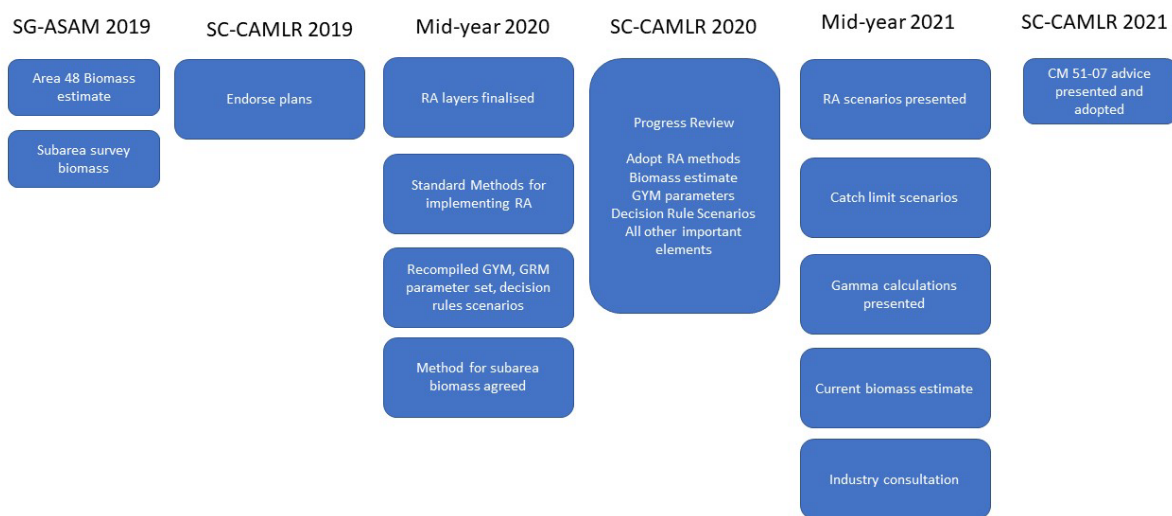 SG-ASAM 2019
Area 48 Biomass
estimate
Subarea survey
biomass
SC-CAMLR 2019
Endorse plans
Mid-year 2020
RA layers finalised
Standard Methods for
implementing RA
Recompiled GYM, GRM
parameter set, decision
rules scenarios
Method for subarea
biomass agreed
SC-CAMLR 2020
Progress Review
Adopt RA methods
Biomass estimate
GYM parameters
Decision Rule Scenarios
All other important
elements
Mid-year 2021
RA scenarios presented
Catch limit scenarios
Gamma calculations
presented
Current biomass estimate
Industry consultation
SC-CAMLR 2021
CM 51-07 advice
presented and
adopted